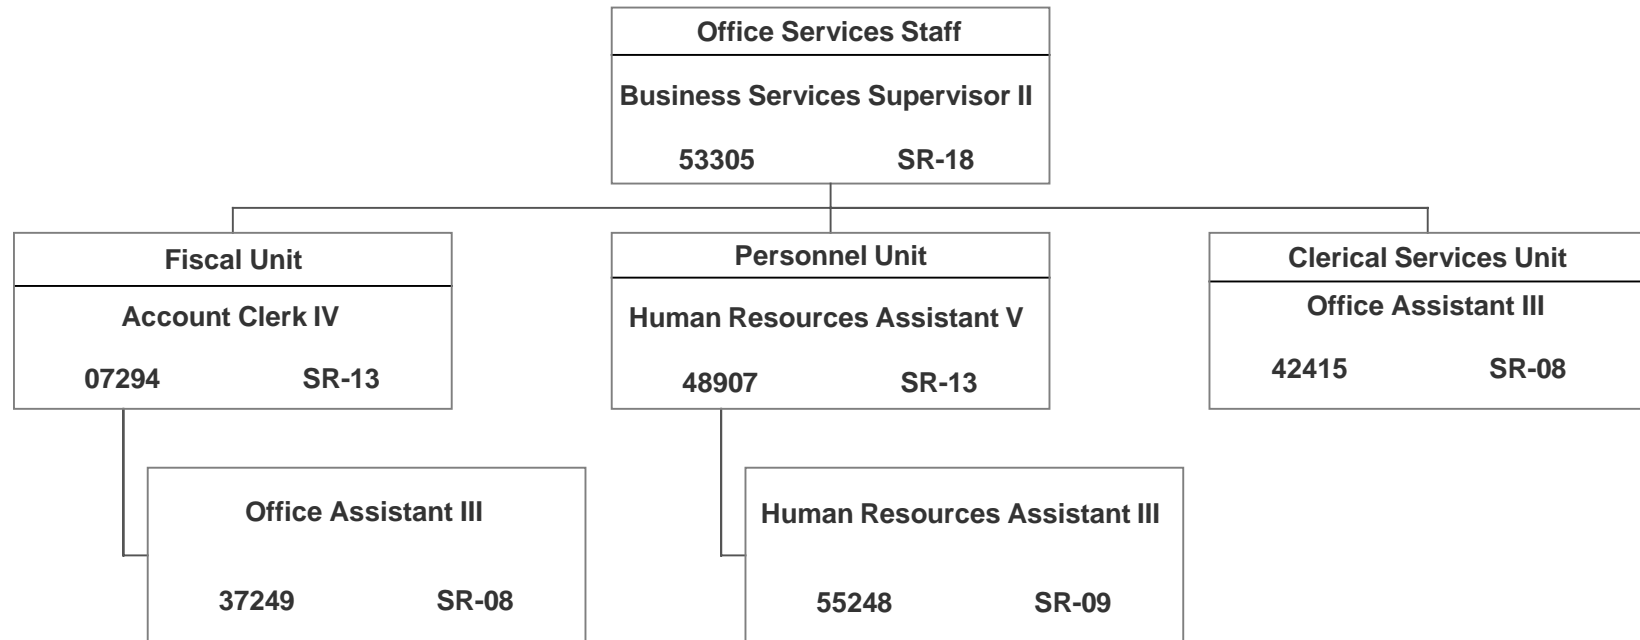 Office Services Staff
Business Services Supervisor II
53305 SR-18
Fiscal Unit
Account Clerk IV
07294 SR-13
Personnel Unit
Human Resources Assistant V
48907 SR-13
Clerical Services Unit
Office Assistant III
42415 SR-08
Office Assistant III
37249 SR-08
Human Resources Assistant III
55248 SR-09